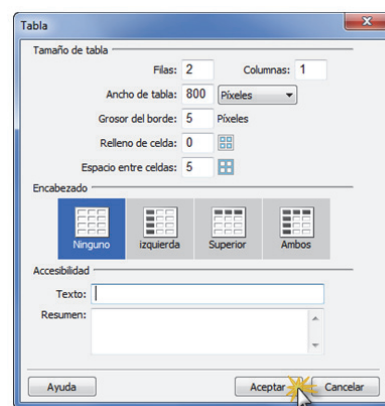 Tabla
Tamaño de tabla
Filas: 2 Columnas: 1
Ancho de tabla: 800 Píxeles
Grosor del borde: 5 Píxeles
Relleno de celda: 0
Espacio entre celdas: 5
Encabezado
Ninguno izquierda Superior Ambos
Accesibilidad
Texto:
Resumen:
Ayuda Aceptar Cancelar